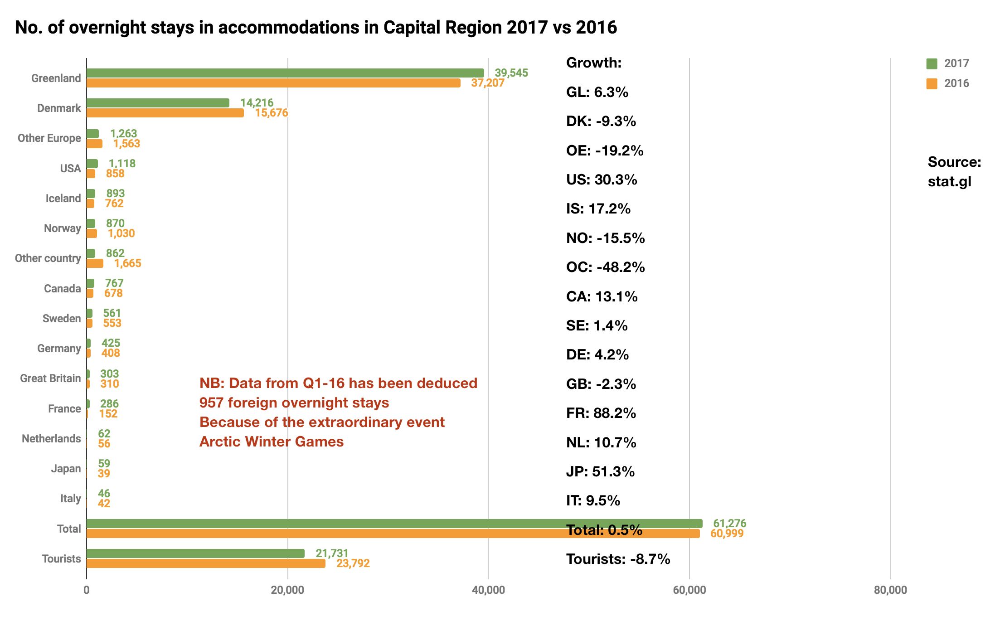 No. of overnight stays in accommodations in Capital Region 2017 vs 2016
2017
2016
Source:
stat.gl
Greenland
39,545
37,207
Denmark
14,216
15,676
Other Europe
1,263
1,563
USA
1,118
858
Iceland
893
762
Norway
870
1,030
Other country
862
1,665
Canada
767
678
Sweden
561
553
Germany
425
408
Great Britain
303
310
France
286
152
Netherlands
62
56
Japan
59
39
Italy
46
42
Total
61,276
60,999
Tourists
21,731
23,792
NB: Data from Q1-16 has been deduced
957 foreign overnight stays
Because of the extraordinary event
Arctic Winter Games
Growth:
GL: 6.3%
DK: -9.3%
OE: -19.2%
US: 30.3%
IS: 17.2%
NO: -15.5%
OC: -48.2%
CA: 13.1%
SE: 1.4%
DE: 4.2%
GB: -2.3%
FR: 88.2%
NL: 10.7%
JP: 51.3%
IT: 9.5%
Total: 0.5%
Tourists: -8.7%
0
20,000
40,000
60,000
80,000